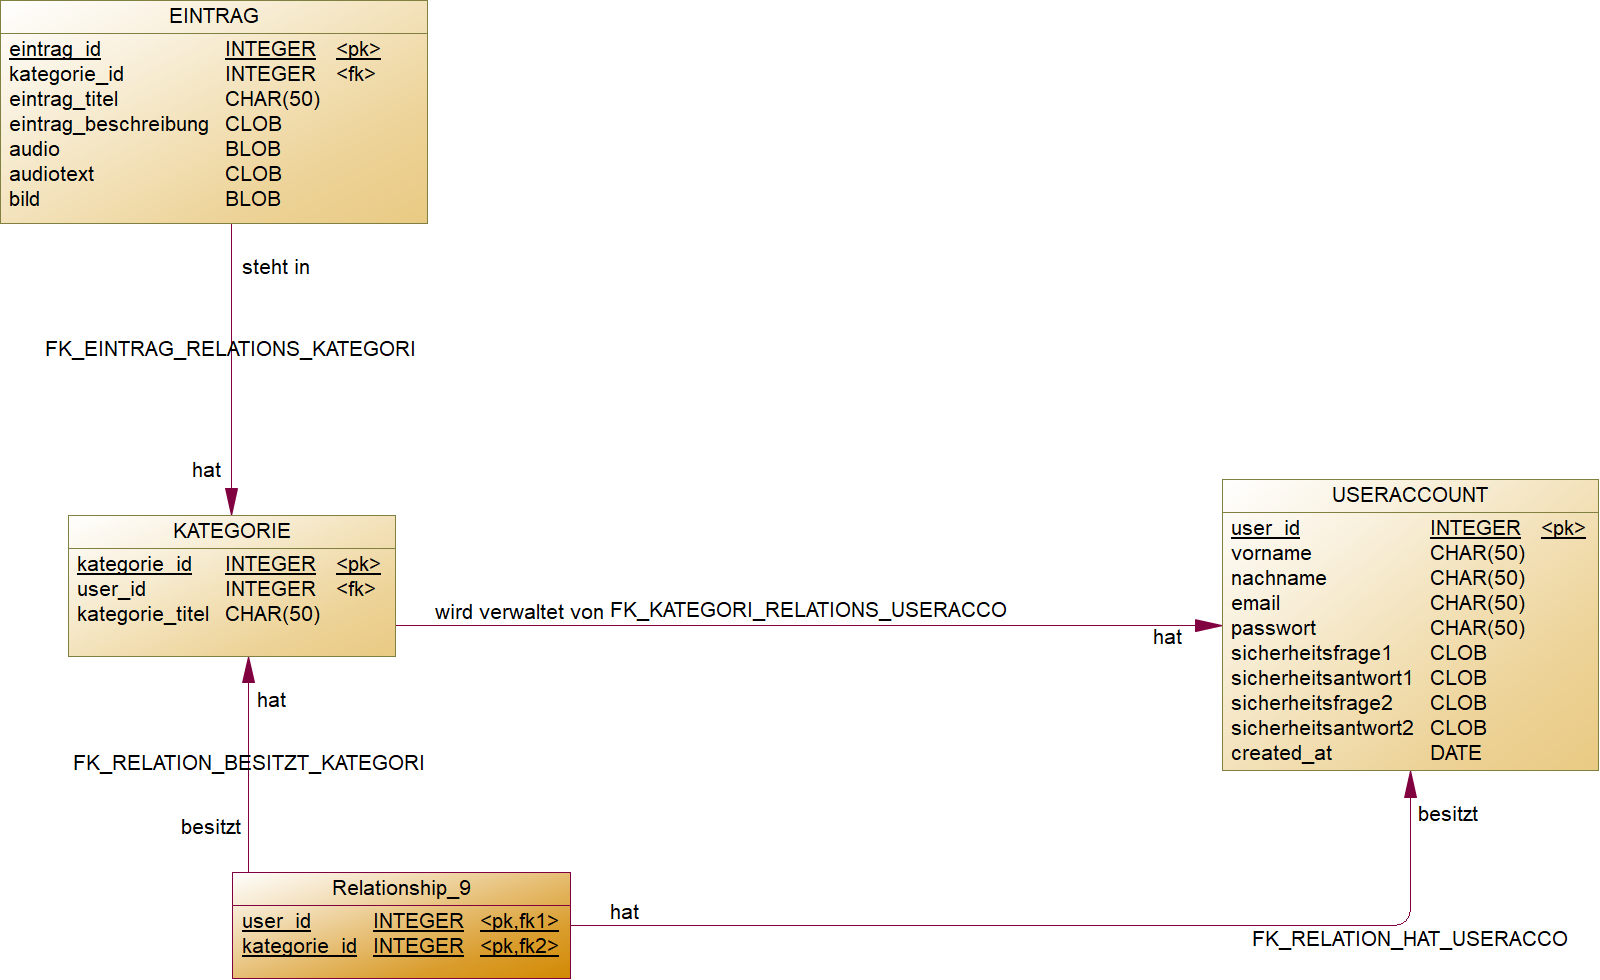 EINTRAG
eintrag_id INTEGER <pk>
kategorie_id INTEGER <fk>
eintrag_titel CHAR(50)
eintrag_beschreibung CLOB
audio BLOB
audiotext CLOB
bild BLOB
steht in
FK_EINTRAG_RELATIONS_KATEGORI
hat
KATEGORIE
kategorie_id INTEGER <pk>
user_id INTEGER <fk>
kategorie_titel CHAR(50)
wird verwaltet von FK_KATEGORI_RELATIONS_USERACCO
hat
USERACCOUNT
user_id INTEGER <pk>
vorname CHAR(50)
nachname CHAR(50)
email CHAR(50)
passwort CHAR(50)
sicherheitsfrage1 CLOB
sicherheitsantwort1 CLOB
sicherheitsfrage2 CLOB
sicherheitsantwort2 CLOB
created_at DATE
hat
FK_RELATION_BESITZT_KATEGORI
besitzt
besitzt
Relationship_9
user_id INTEGER <pk,fk1>
kategorie_id INTEGER <pk,fk2>
hat
FK_RELATION_HAT_USERACCO